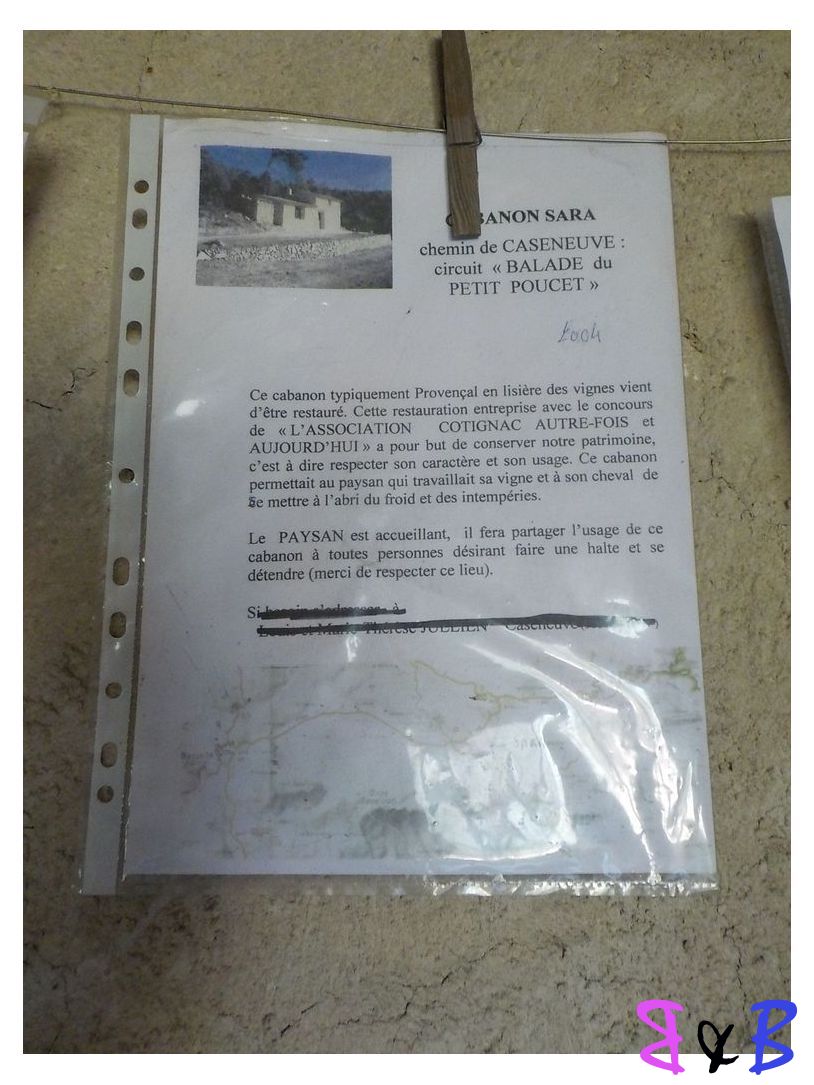 CABANON SARA
chemin de CASENEUVE :
circuit « BALADE du
PETIT POUCET »
Ce cabanon typiquement Provençal en lisière des vignes vient
d’être restauré. Cette restauration entreprise avec le concours
de « L’ASSOCIATION COTIGNAC AUTRE-FOIS et
AUJOURD’HUI » a pour but de conserver notre patrimoine,
c’est à dire respecter son caractère et son usage. Ce cabanon
permettait au paysan qui travaillait sa vigne et à son cheval de
se mettre à l’abri du froid et des intempéries.
Le PAYSAN est accueillant, il fera partager l’usage de ce
cabanon à toutes personnes désirant faire une halte et se
détendre (merci de respecter ce lieu).
Si
B & B